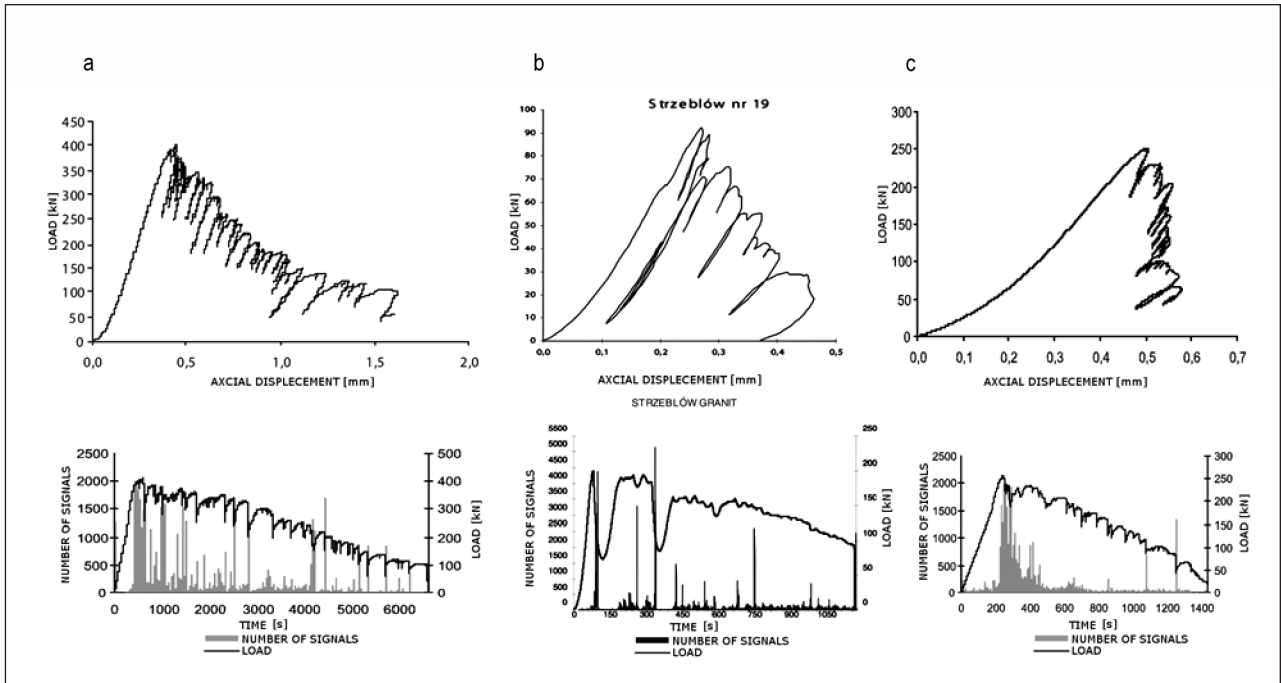 a
b
c
Strzeblów nr 19
LOAD [kN]
450
400
350
300
250
200
150
100
50
0
0,0 0,5 1,0 1,5 2,0
AXCIAL DISPLECEMENT [mm]
LOAD [kN]
100
90
80
70
60
50
40
30
20
10
0
0,0 0,1 0,2 0,3 0,4 0,5
AXCIAL DISPLECEMENT [mm]
LOAD [kN]
300
250
200
150
100
50
0
0,0 0,1 0,2 0,3 0,4 0,5 0,6 0,7
AXCIAL DISPLECEMENT [mm]
NUMBER OF SIGNALS
2500
2000
1500
1000
500
0
0 1000 2000 3000 4000 5000 6000
500
400
300
200
100
0
LOAD [kN]
TIME [s]
NUMBER OF SIGNALS
LOAD
STRZEBLÓW GRANIT
NUMBER OF SIGNALS
5500
5000
4500
4000
3500
3000
2500
2000
1500
1000
500
0
0 150 300 450 600 750 900 1050
250
200
150
100
50
0
LOAD [kN]
TIME [s]
NUMBER OF SIGNALS
LOAD
NUMBER OF SIGNALS
2500
2000
1500
1000
500
0
0 200 400 600 800 1000 1200 1400
300
250
200
150
100
50
0
LOAD [kN]
TIME [s]
NUMBER OF SIGNALS
LOAD